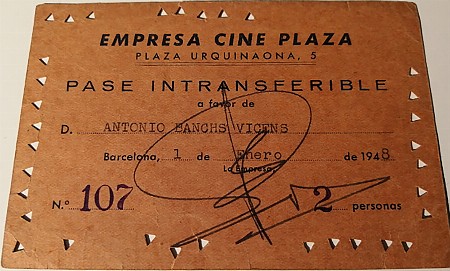 EMPRESA CINE PLAZA
PLAZA URQUINAONA, 5
PASE INTRANSFERIBLE
a favor de
D. ANTONIO BANCHS VICENS
Barcelona, 1 de Enero de 1948
La Empresa,
N.º 107 2 personas